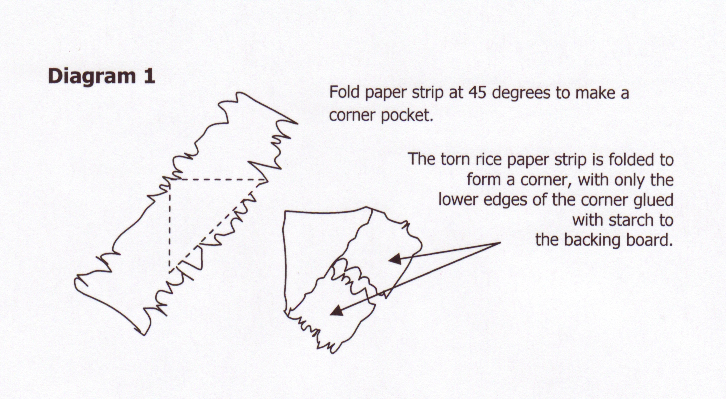 Diagram 1
Fold paper strip at 45 degrees to make a
corner pocket.
The torn rice paper strip is folded to
form a corner, with only the
lower edges of the corner glued
with starch to
the backing board.